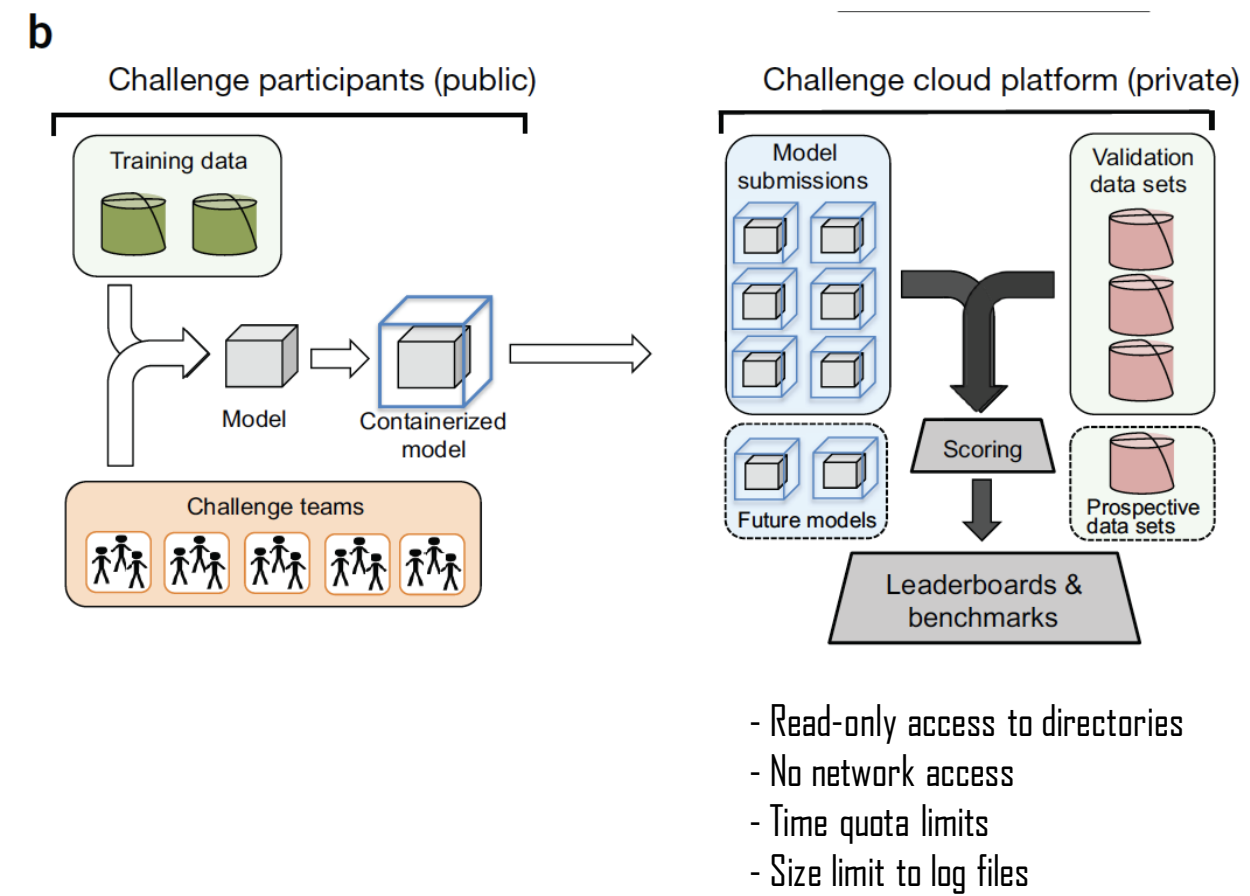 b
Challenge participants (public)
Training data
Model
Containerized
model
Challenge teams
Challenge cloud platform (private)
Model
submissions
Validation
data sets
Future models
Scoring
Prospective
data sets
Leaderboards &
benchmarks
- Read-only access to directories
- No network access
- Time quota limits
- Size limit to log files